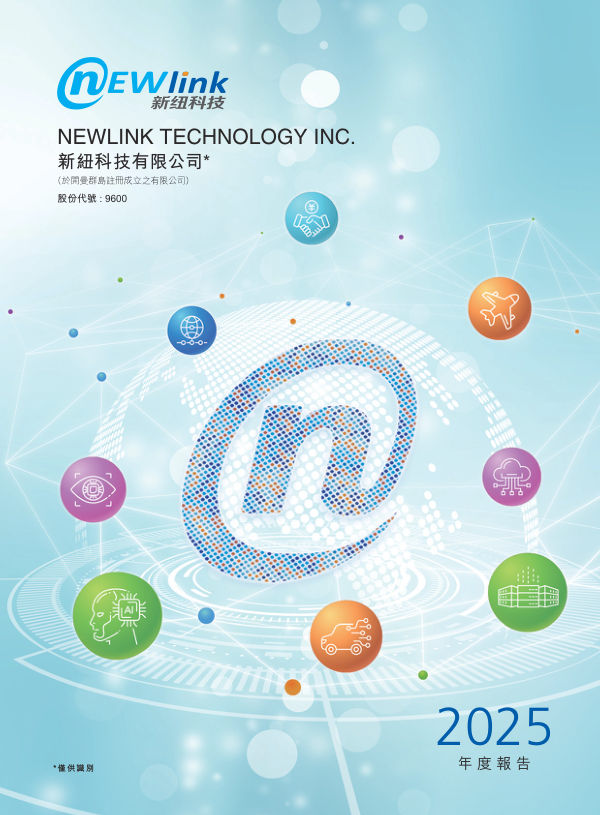 nEWlink
新纽科技
NEWLINK TECHNOLOGY INC.
新紐科技有限公司*
(於開曼群島註冊成立之有限公司)
股份代號 : 9600
AI
2025
年度報告
*僅供識別